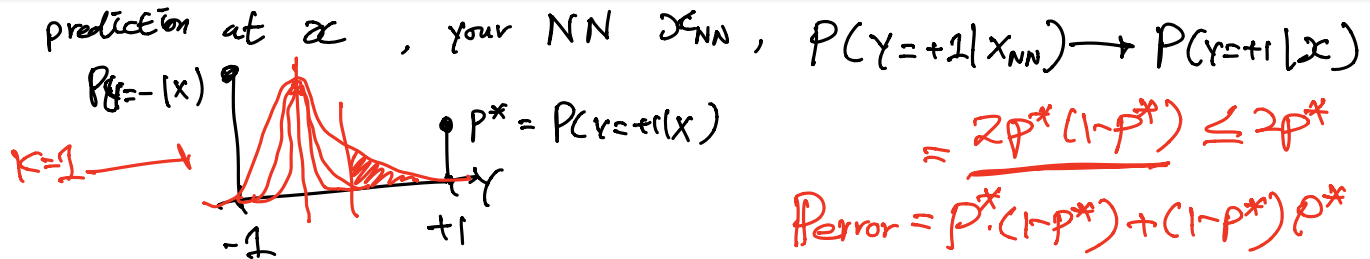 prediction at x , your NN x_NN , P(Y=+1|x_NN) → P(Y=+1|x)
P(Y=-1|x)
P* = P(Y=+1|x)
= 2p*(1-p*) ≤ 2p*
K=1
Y
-1
+1
Perror = p*.(1-p*)+(1-p*)p*